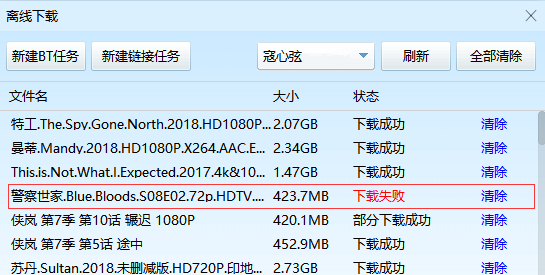 离线下载
新建BT任务 新建链接任务 寇心弦 刷新 全部清除
文件名 大小 状态
特工.The.Spy.Gone.North.2018.HD1080P... 2.07GB 下载成功 清除
曼蒂.Mandy.2018.HD1080P.X264.AAC.E... 2.34GB 下载成功 清除
This.is.Not.What.I.Expected.2017.4k&10... 1.47GB 下载成功 清除
警察世家.Blue.Bloods.S08E02.72p.HDTV.... 423.7MB 下载失败 清除
侠岚 第7季 第10话 辗迟 1080P 420.1MB 部分下载成功 清除
侠岚 第7季 第5话 途中 452.9MB 下载成功 清除
苏丹.Sultan.2018.未删减版.HD720P.印地... 2.73GB 下载成功 清除